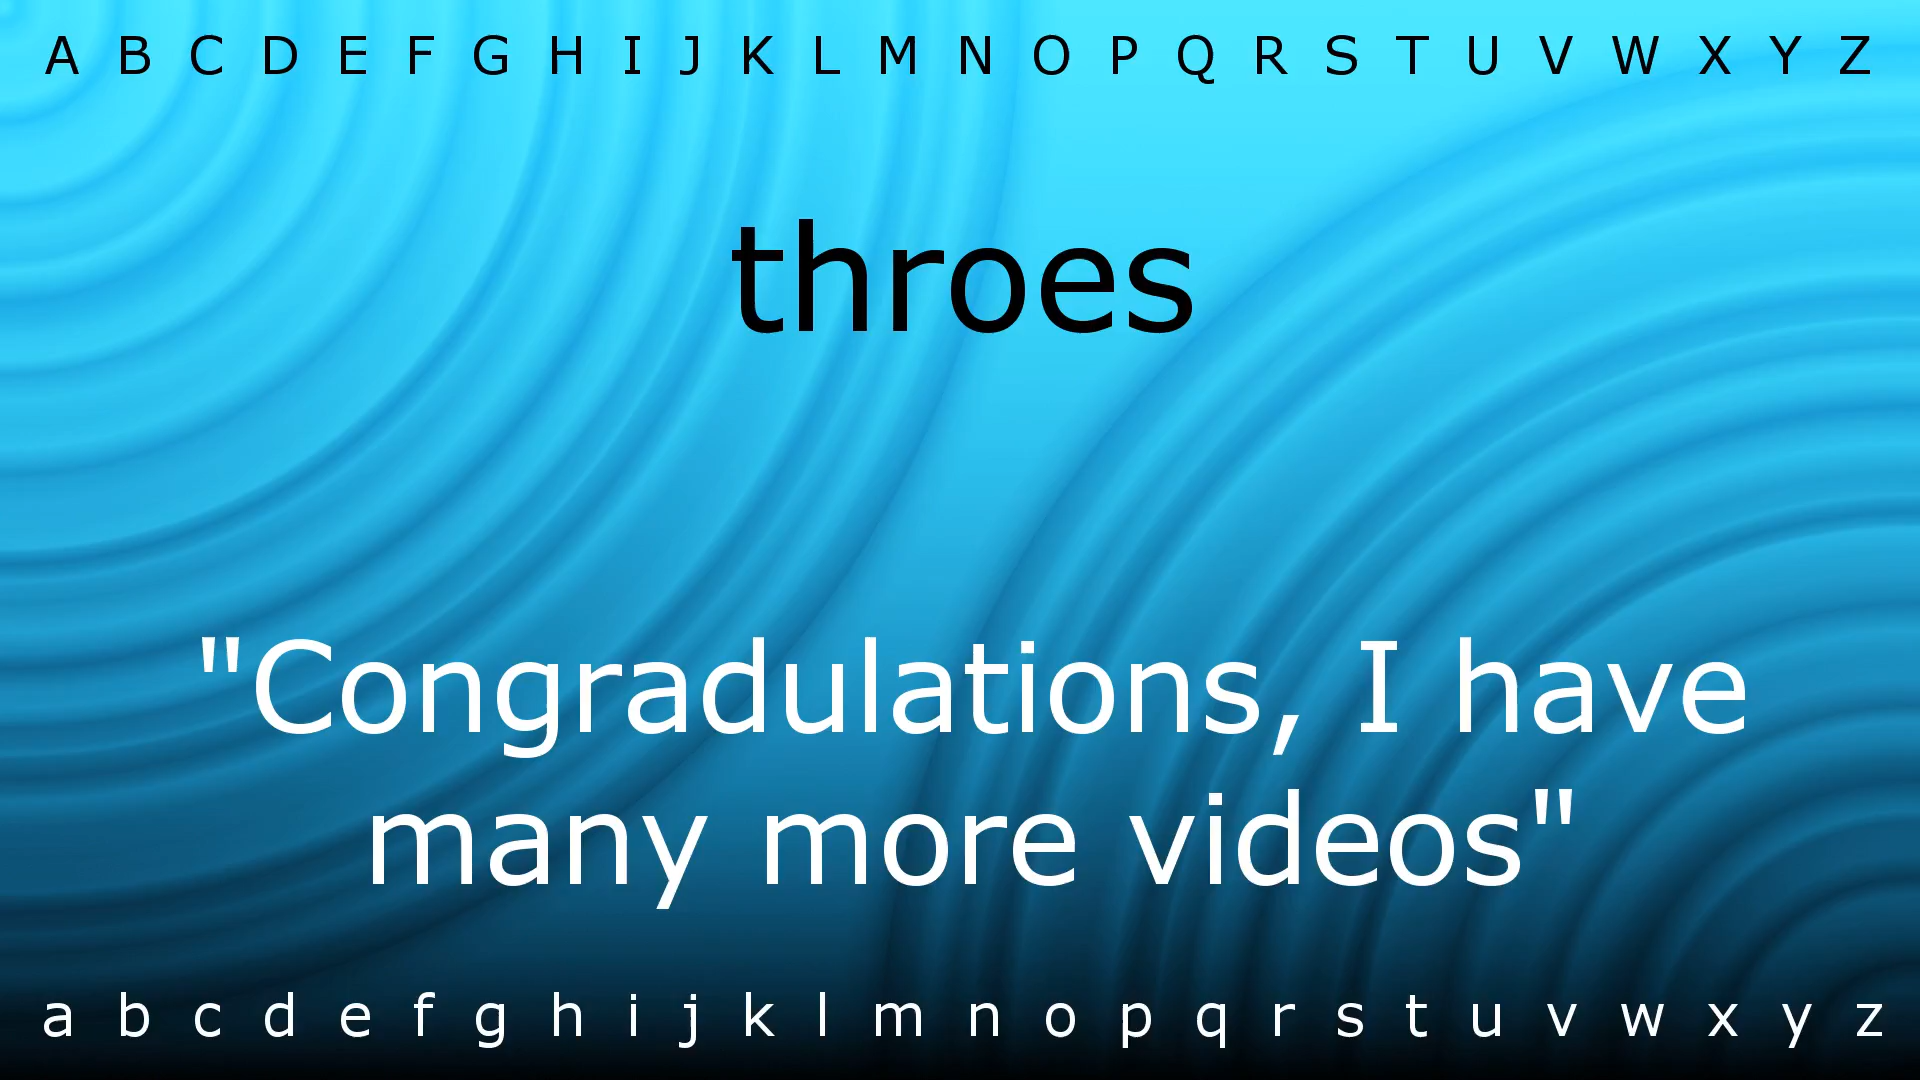 A B C D E F G H I J K L M N O P Q R S T U V W X Y Z
throes
"Congradulations, I have
many more videos"
a b c d e f g h i j k l m n o p q r s t u v w x y z